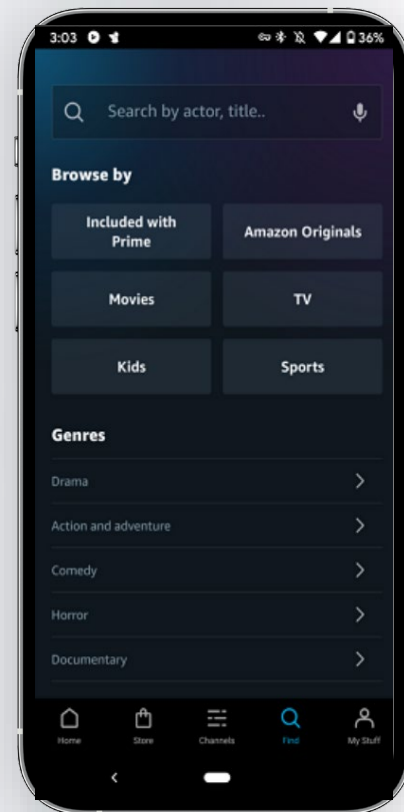 3:03
36%
Search by actor, title..
Browse by
Included with
Prime
Amazon Originals
Movies
TV
Kids
Sports
Genres
Drama
Action and adventure
Comedy
Horror
Documentary
Home
Store
Channels
Find
My Stuff